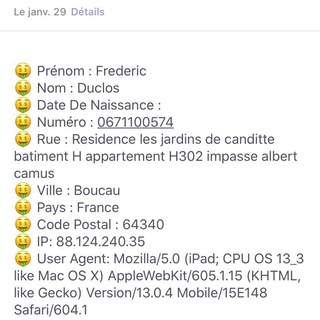 Le janv. 29 Détails
🤑 Prénom : Frederic
🤑 Nom : Duclos
🤑 Date De Naissance :
🤑 Numéro : 0671100574
🤑 Rue : Residence les jardins de canditte
batiment H appartement H302 impasse albert
camus
🤑 Ville : Boucau
🤑 Pays : France
🤑 Code Postal : 64340
🤑 IP: 88.124.240.35
🤑 User Agent: Mozilla/5.0 (iPad; CPU OS 13_3
like Mac OS X) AppleWebKit/605.1.15 (KHTML,
like Gecko) Version/13.0.4 Mobile/15E148
Safari/604.1